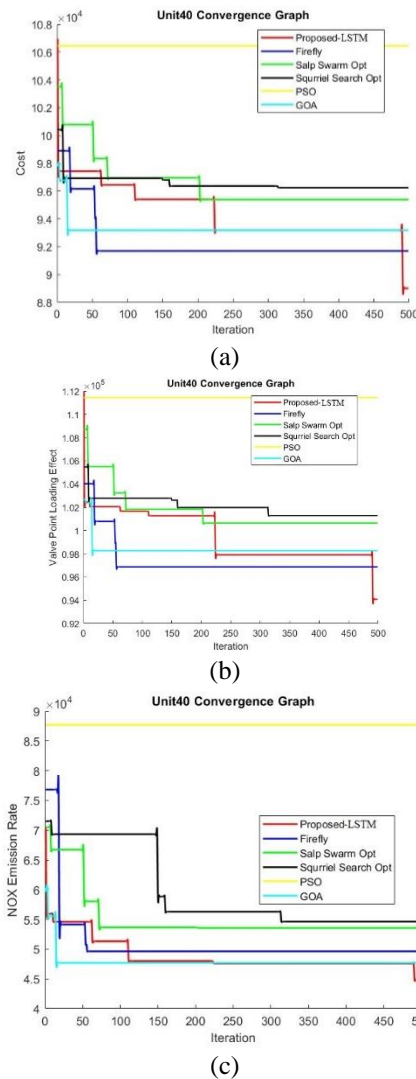 Unit40 Convergence Graph
×10⁴
10.8
10.6
10.4
10.2
10
9.8
9.6
9.4
9.2
9
8.8
Cost
0 50 100 150 200 250 300 350 400 450 500
Iteration
Proposed-LSTM
Firefly
Salp Swarm Opt
Squrriel Search Opt
PSO
GOA
(a)
Unit40 Convergence Graph
×10⁵
1.12
1.1
1.08
1.06
1.04
1.02
1
0.98
0.96
0.94
0.92
Valve Point Loading Effect
0 50 100 150 200 250 300 350 400 450 500
Iteration
Proposed-LSTM
Firefly
Salp Swarm Opt
Squrriel Search Opt
PSO
GOA
(b)
Unit40 Convergence Graph
×10⁴
9
8.5
8
7.5
7
6.5
6
5.5
5
4.5
4
NOX Emission Rate
0 50 100 150 200 250 300 350 400 450 500
Iteration
Proposed-LSTM
Firefly
Salp Swarm Opt
Squrriel Search Opt
PSO
GOA
(c)